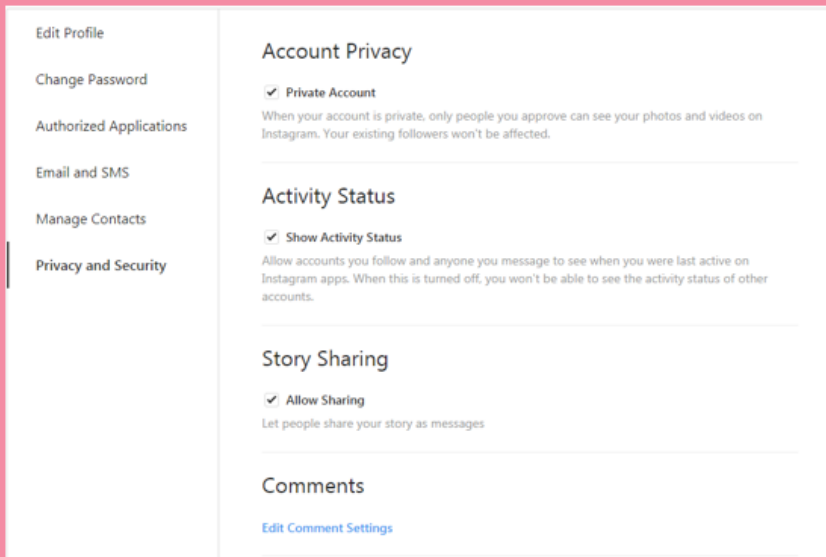 Edit Profile
Change Password
Authorized Applications
Email and SMS
Manage Contacts
Privacy and Security
Account Privacy
Private Account
When your account is private, only people you approve can see your photos and videos on
Instagram. Your existing followers won't be affected.
Activity Status
Show Activity Status
Allow accounts you follow and anyone you message to see when you were last active on
Instagram apps. When this is turned off, you won't be able to see the activity status of other
accounts.
Story Sharing
Allow Sharing
Let people share your story as messages
Comments
Edit Comment Settings